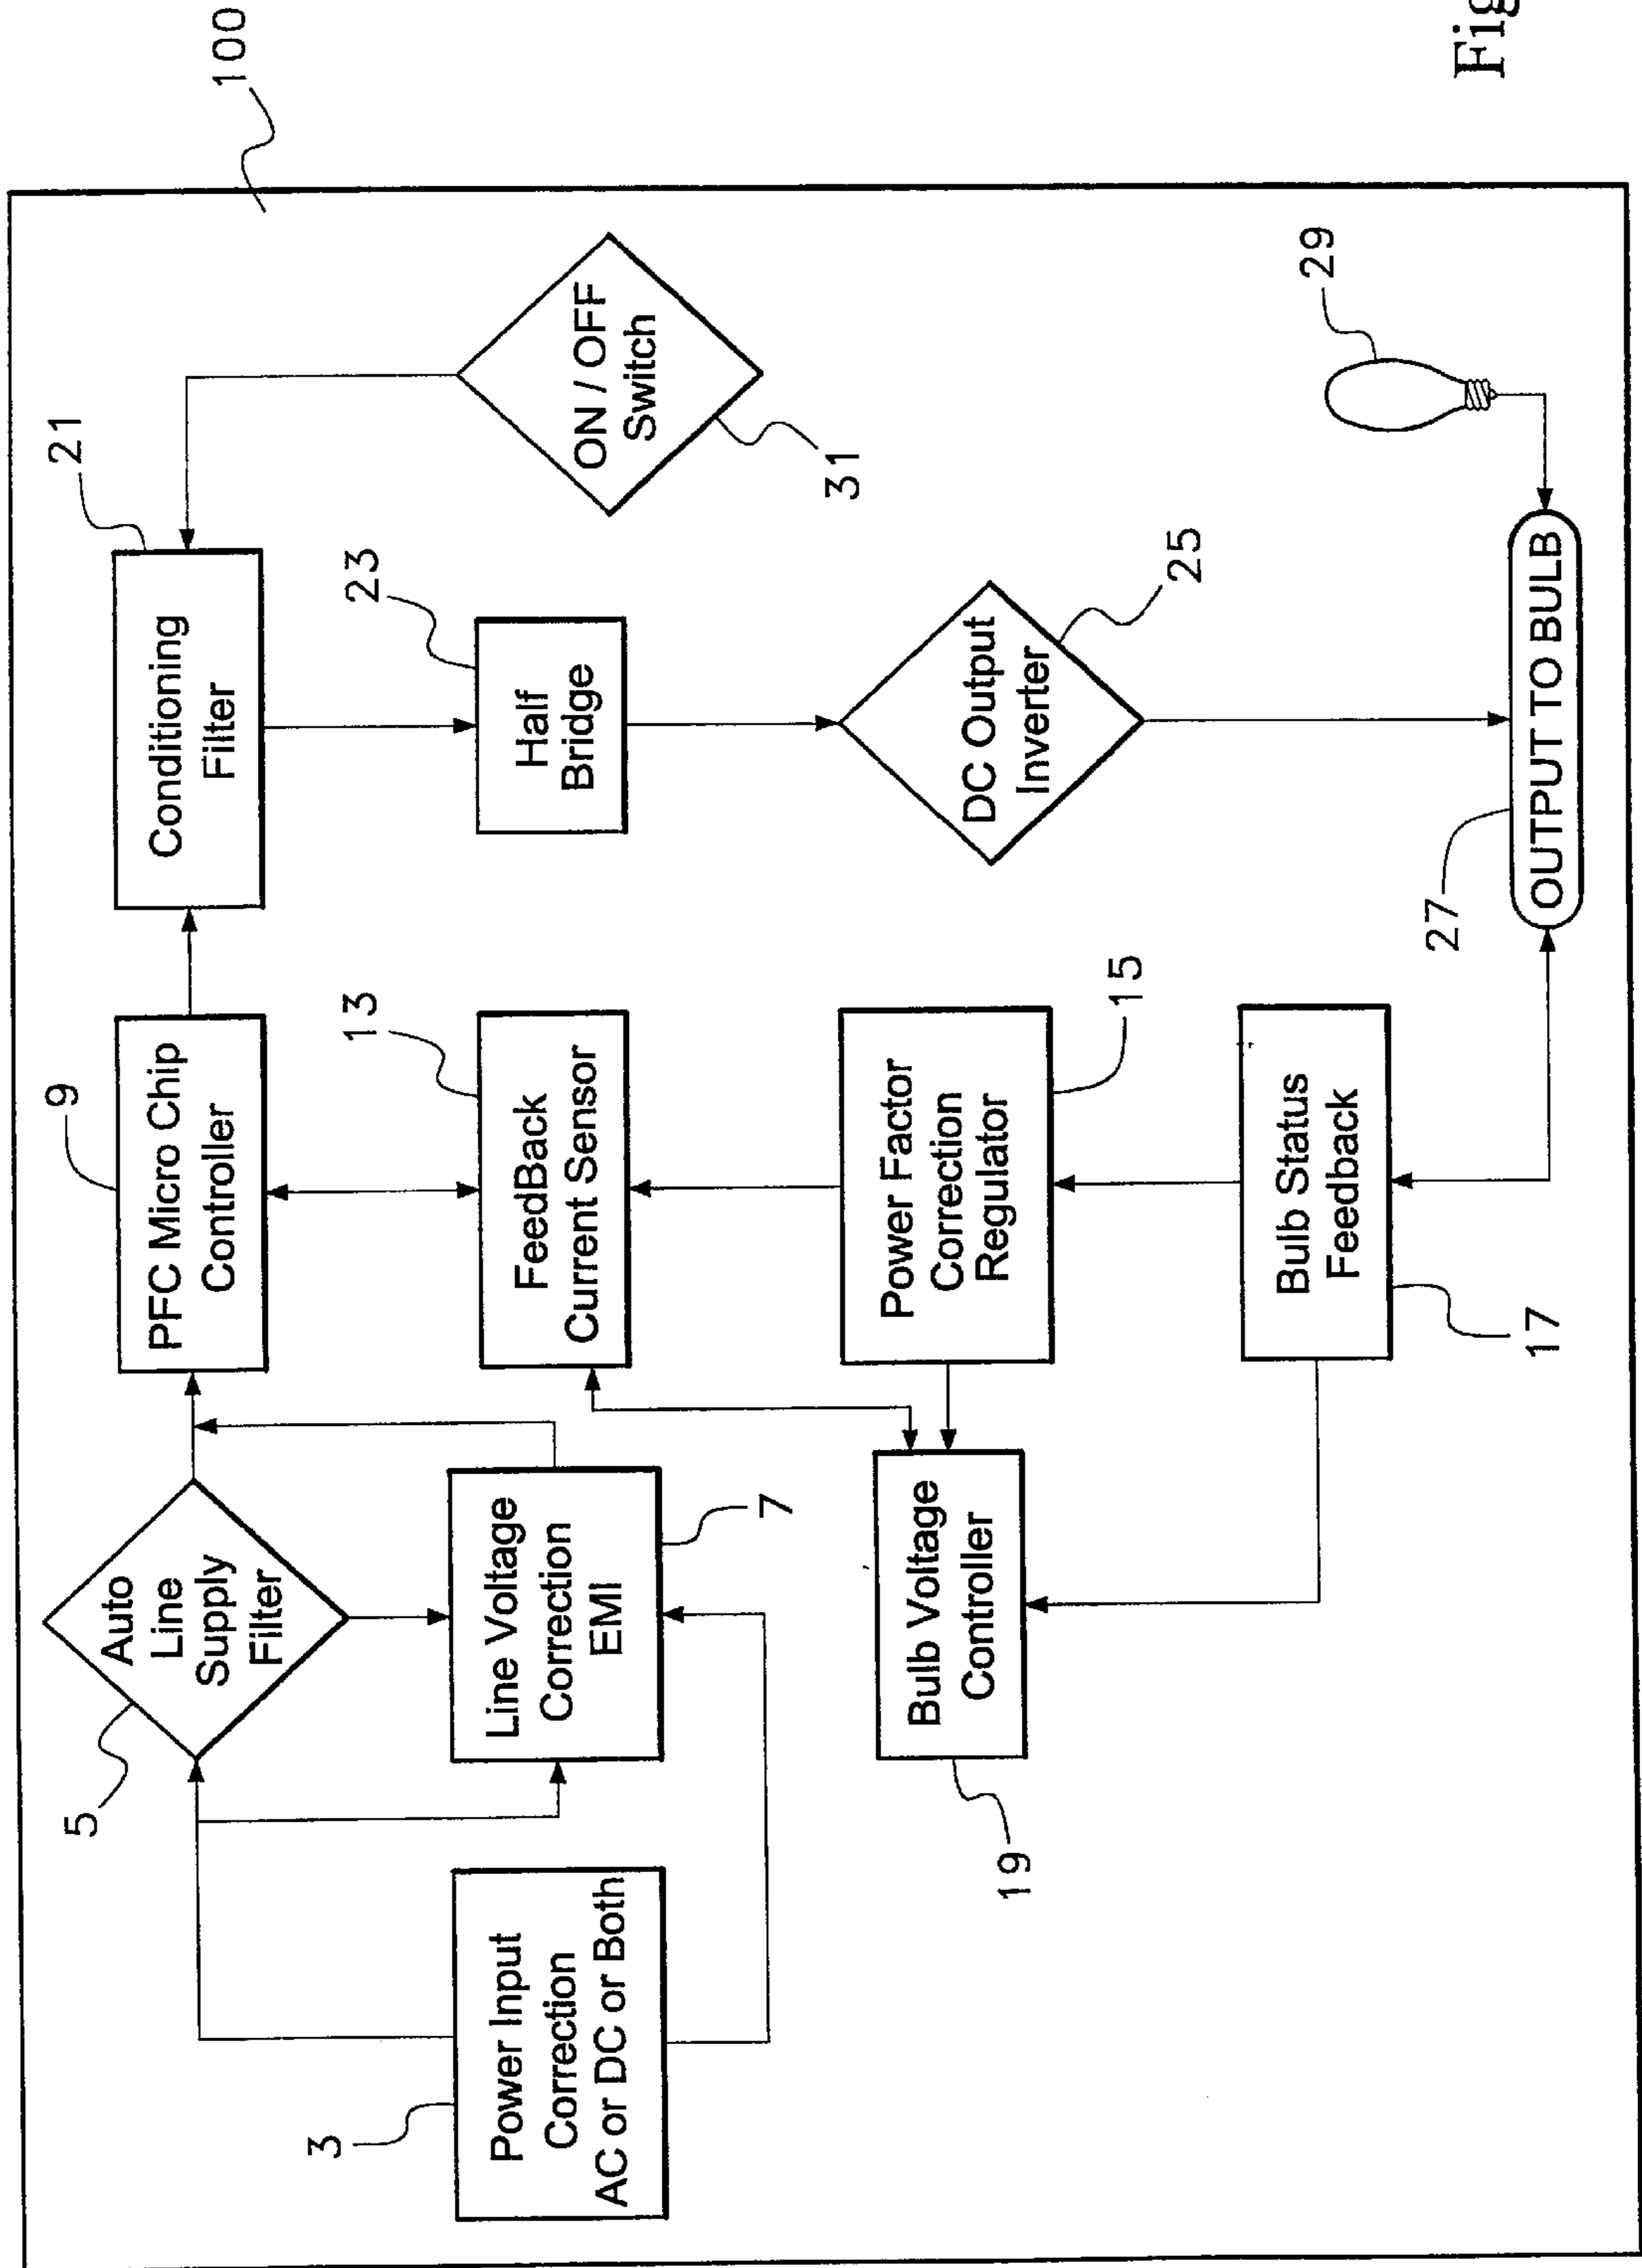 100
5
Auto
Line
Supply
Filter
9
PFC Micro Chip
Controller
21
Conditioning
Filter
3
Power Input
Correction
AC or DC or Both
Line Voltage
Correction
EMI
7
13
FeedBack
Current Sensor
23
Half
Bridge
ON / OFF
Switch
31
Bulb Voltage
Controller
19
Power Factor
Correction
Regulator
15
DC Output
Inverter
25
Bulb Status
Feedback
17
27
OUTPUT TO BULB
29
Fig